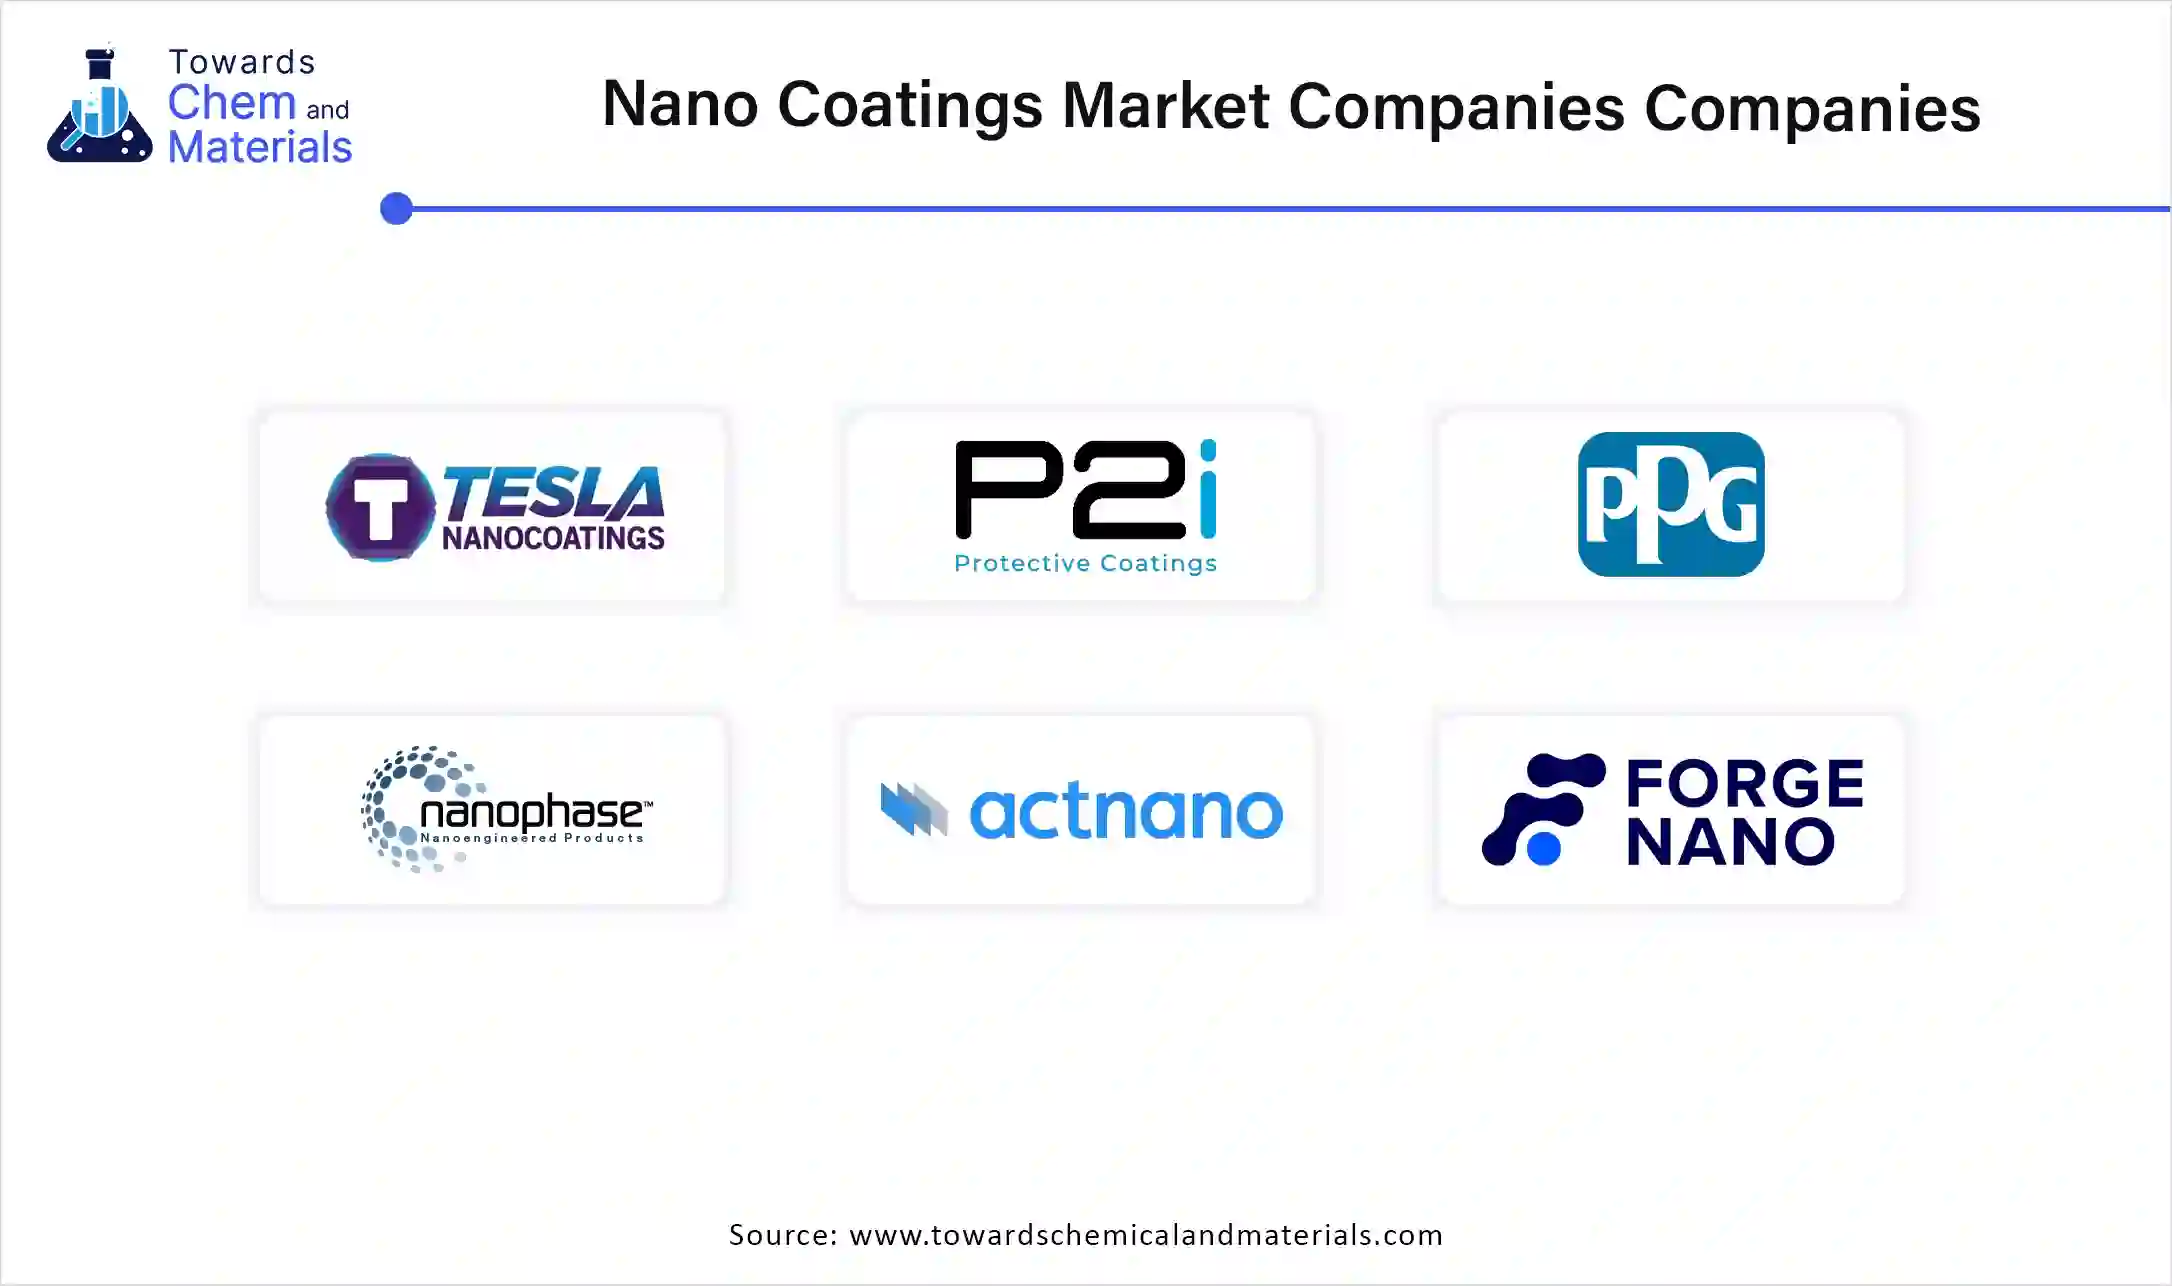 Towards
Chem and
Materials
Nano Coatings Market Companies Companies
T TESLA
NANOCOATINGS
P2i
Protective Coatings
PPG
nanophase™
Nanoengineered Products
actnano
FORGE
NANO
Source: www.towardschemicalandmaterials.com